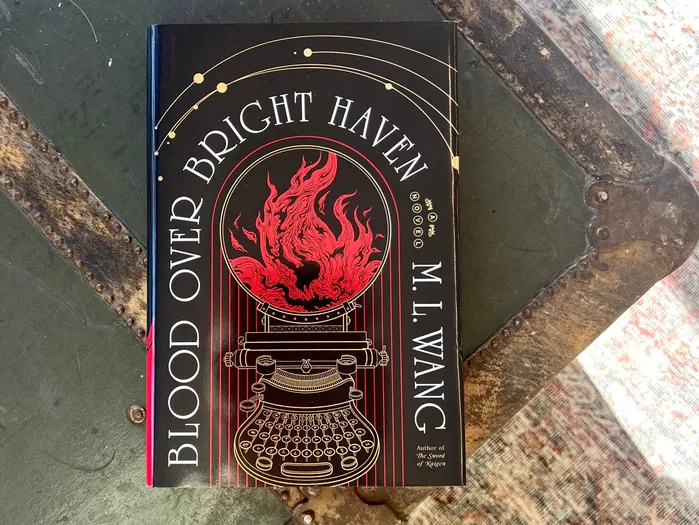 BLOOD OVER BRIGHT HAVEN
A
NOVEL
M. L. WANG
Author of
The Sword
of Kaigen